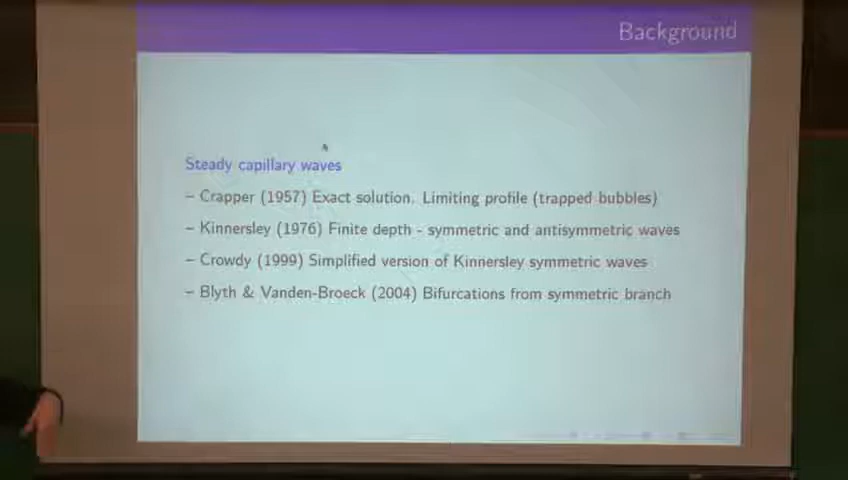 Background
Steady capillary waves
– Crapper (1957) Exact solution. Limiting profile (trapped bubbles)
– Kinnersley (1976) Finite depth - symmetric and antisymmetric waves
– Crowdy (1999) Simplified version of Kinnersley symmetric waves
– Blyth & Vanden-Broeck (2004) Bifurcations from symmetric branch